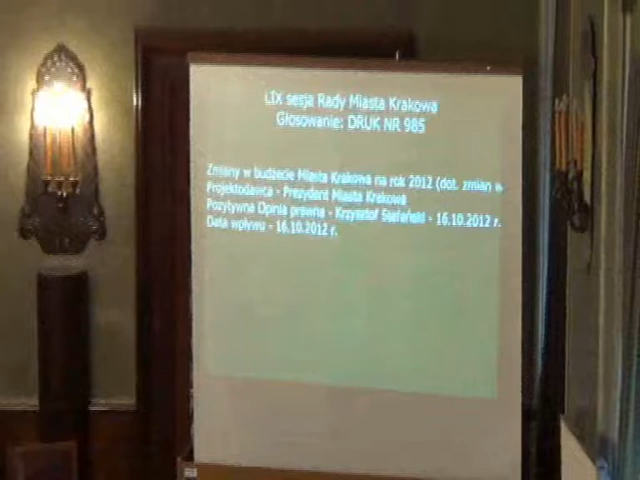 LIX sesja Rady Miasta Krakowa
Głosowanie: DRUK NR 985
Zmiany w budżecie Miasta Krakowa na rok 2012 (dot. zmian w
Projektodawca - Prezydent Miasta Krakowa
Pozytywna Opinia prawna - Krzysztof Stefański - 16.10.2012 r.
Data wpływu - 16.10.2012 r.